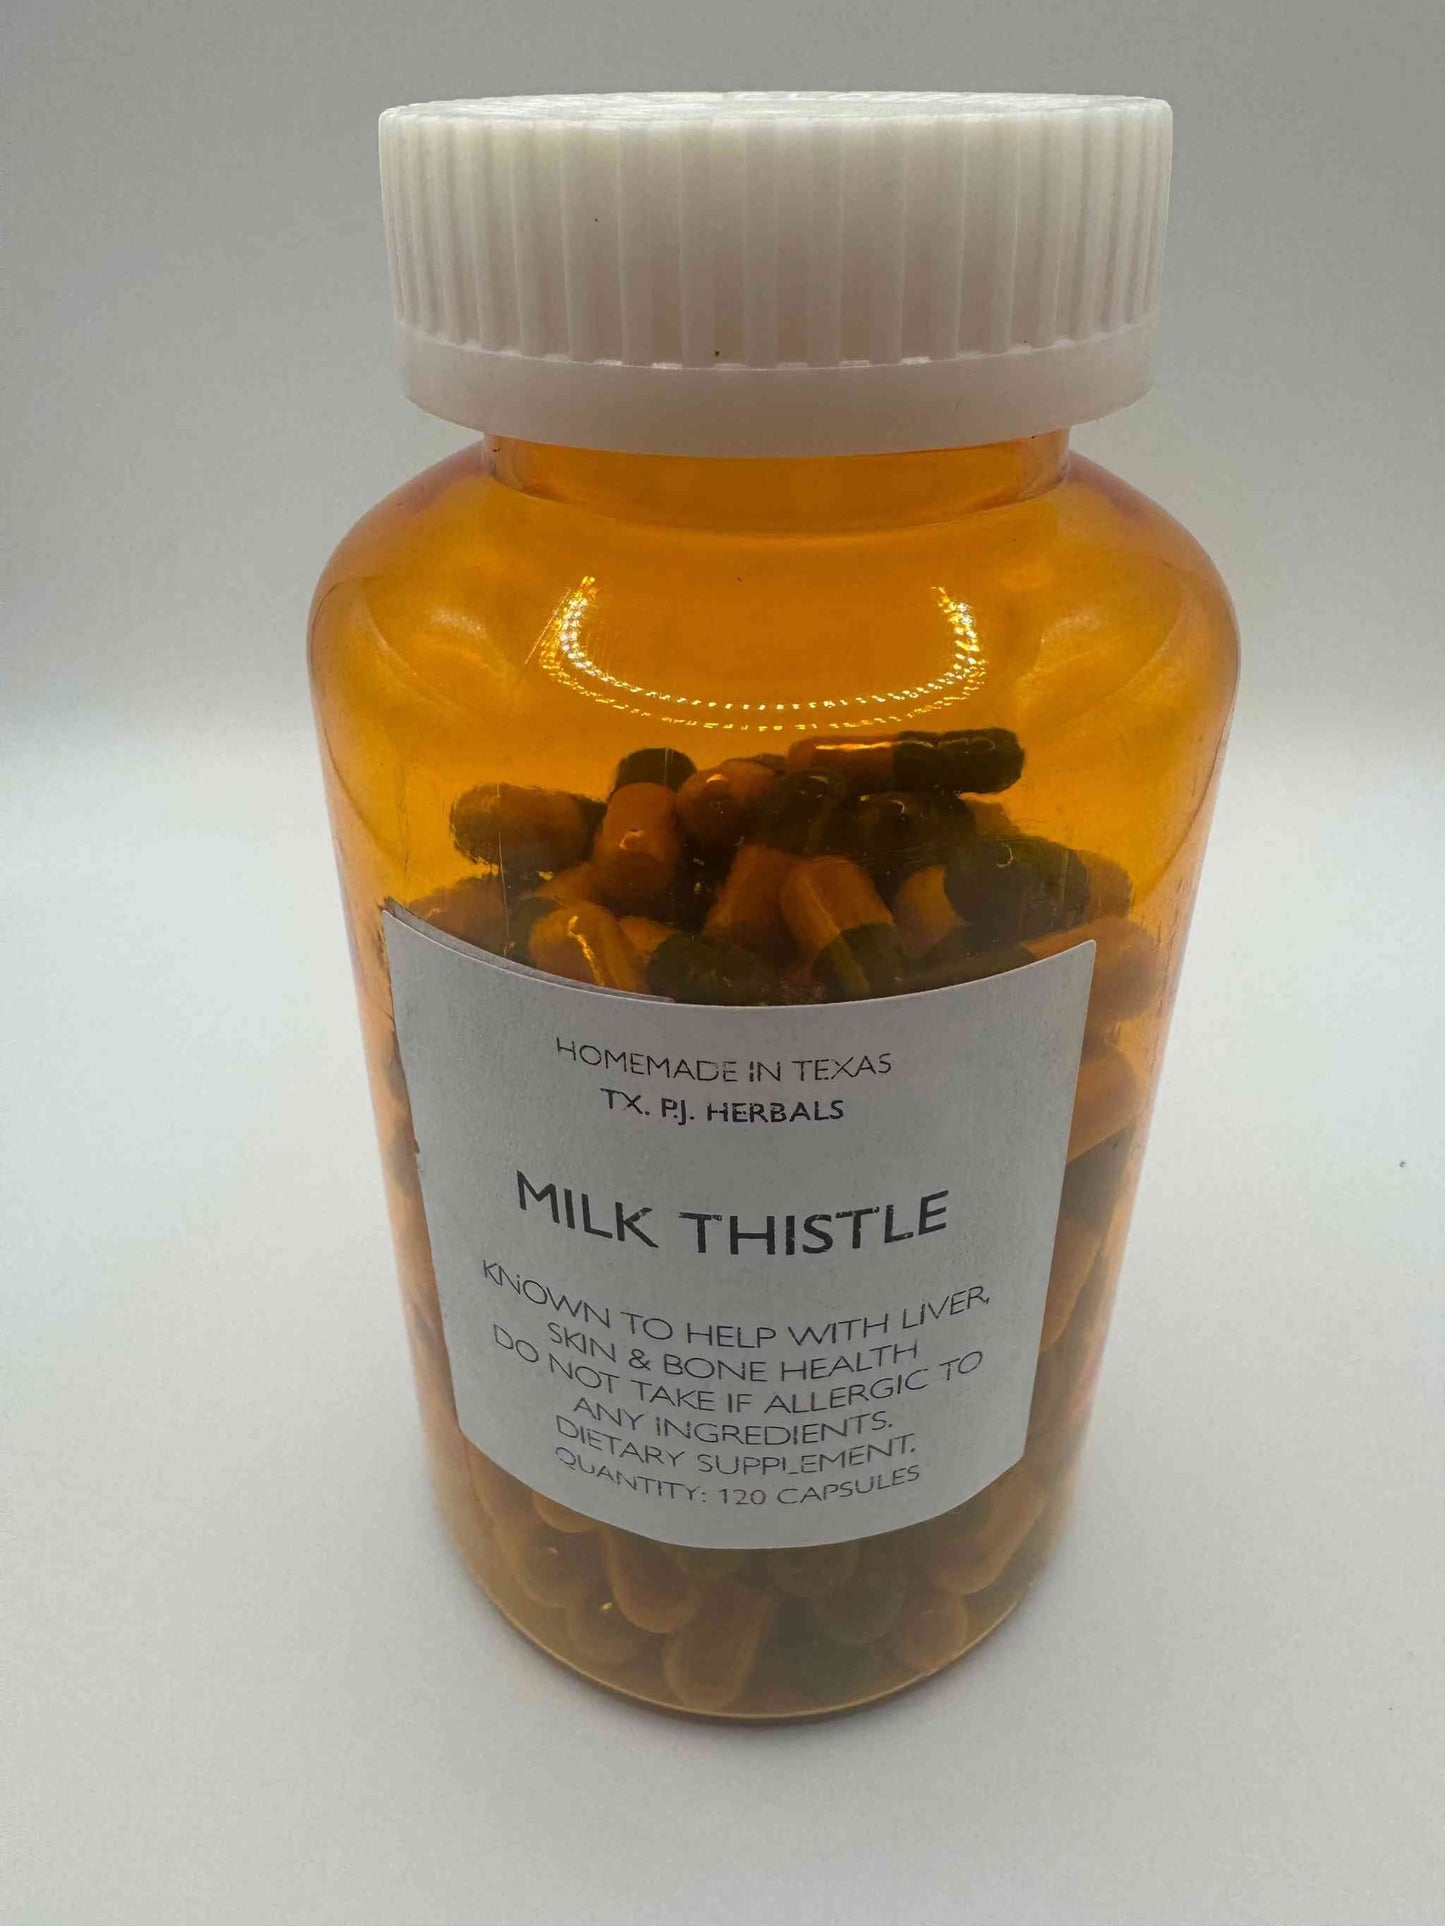 HOMEMADE IN TEXAS
TX. P.J. HERBALS
MILK THISTLE
KNOWN TO HELP WITH LIVER,
SKIN & BONE HEALTH
DO NOT TAKE IF ALLERGIC TO
ANY INGREDIENTS.
DIETARY SUPPLEMENT.
QUANTITY: 120 CAPSULES